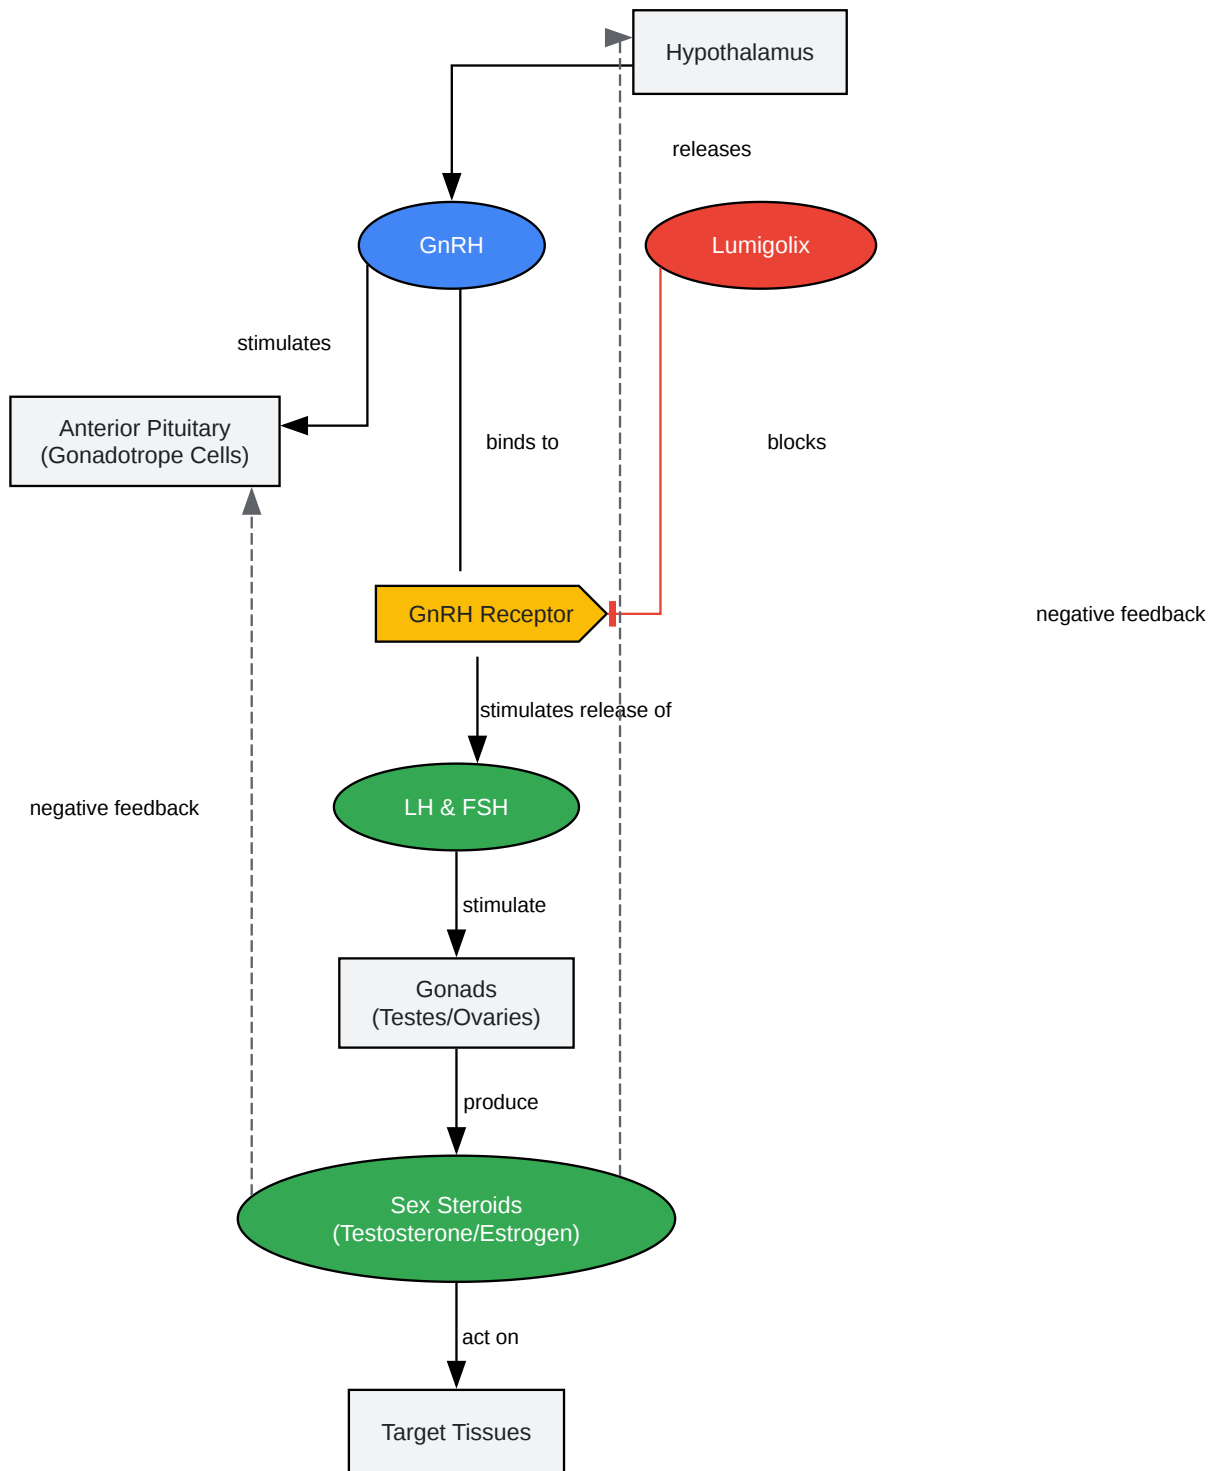 Hypothalamus
releases
GnRH
Lumigolix
stimulates
Anterior Pituitary
(Gonadotrope Cells)
binds to
blocks
GnRH Receptor
negative feedback
stimulates release of
LH & FSH
negative feedback
stimulate
Gonads
(Testes/Ovaries)
produce
Sex Steroids
(Testosterone/Estrogen)
act on
Target Tissues